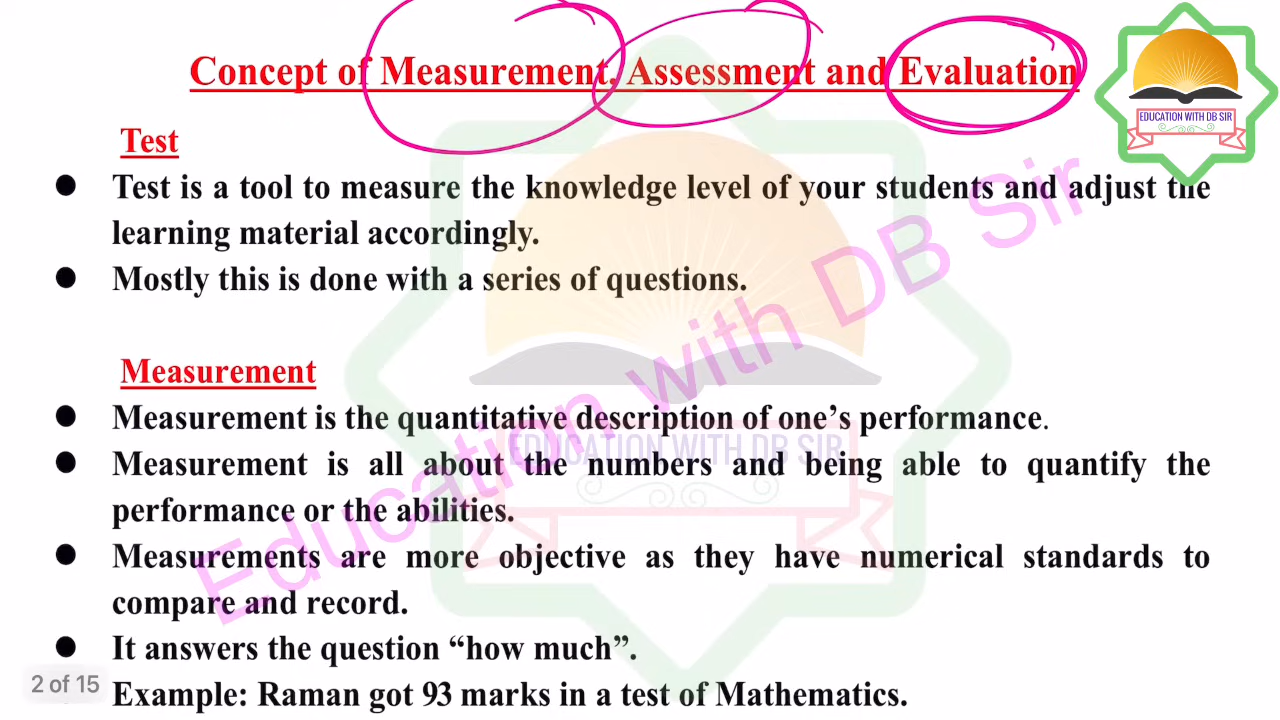 Concept of Measurement, Assessment and Evaluation
EDUCATION WITH DB SIR
Test
● Test is a tool to measure the knowledge level of your students and adjust the
learning material accordingly.
● Mostly this is done with a series of questions.
Measurement
● Measurement is the quantitative description of one’s performance.
● Measurement is all about the numbers and being able to quantify the
performance or the abilities.
● Measurements are more objective as they have numerical standards to
compare and record.
● It answers the question “how much”.
Example: Raman got 93 marks in a test of Mathematics.
2 of 15
Education with DB Sir
EDUCATION WITH DB SIR